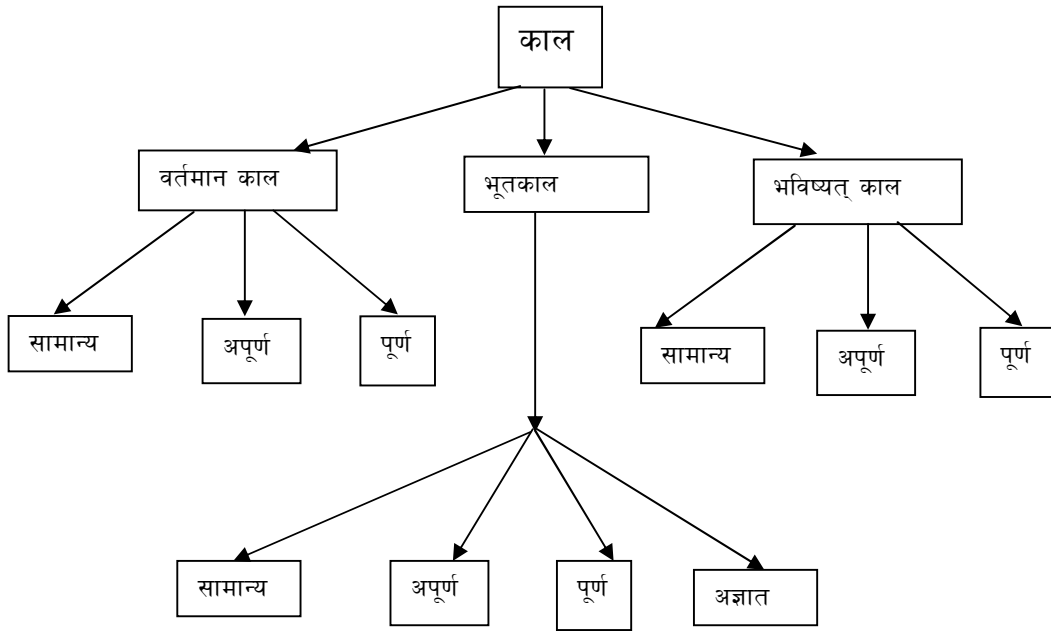 काल
वर्तमान काल
भूतकाल
भविष्यत् काल
सामान्य
अपूर्ण
पूर्ण
सामान्य
अपूर्ण
पूर्ण
सामान्य
अपूर्ण
पूर्ण
अज्ञात